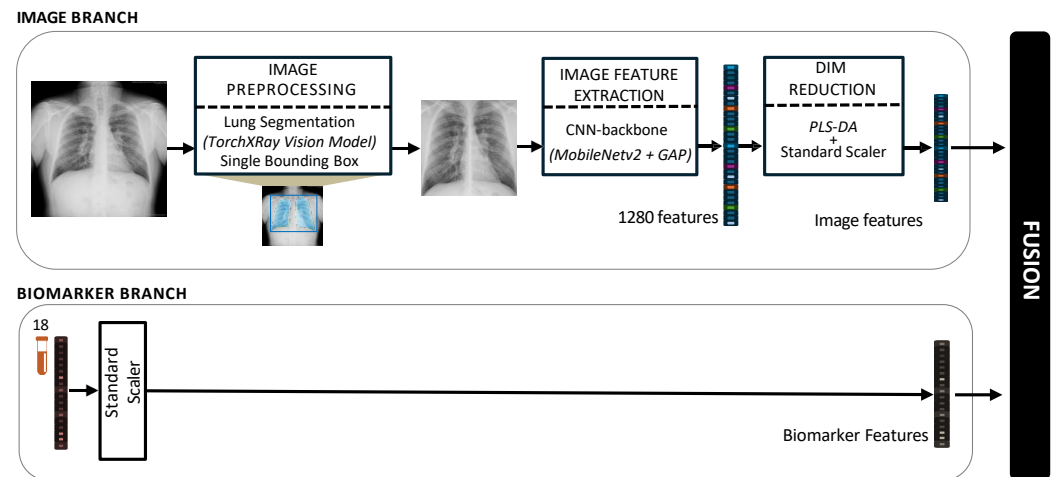 IMAGE BRANCH
IMAGE
PREPROCESSING
Lung Segmentation
(TorchXRay Vision Model)
Single Bounding Box
IMAGE FEATURE
EXTRACTION
CNN-backbone
(MobileNetv2 + GAP)
1280 features
DIM
REDUCTION
PLS-DA
+
Standard Scaler
Image features
FUSION
BIOMARKER BRANCH
18
Standard
Scaler
Biomarker Features